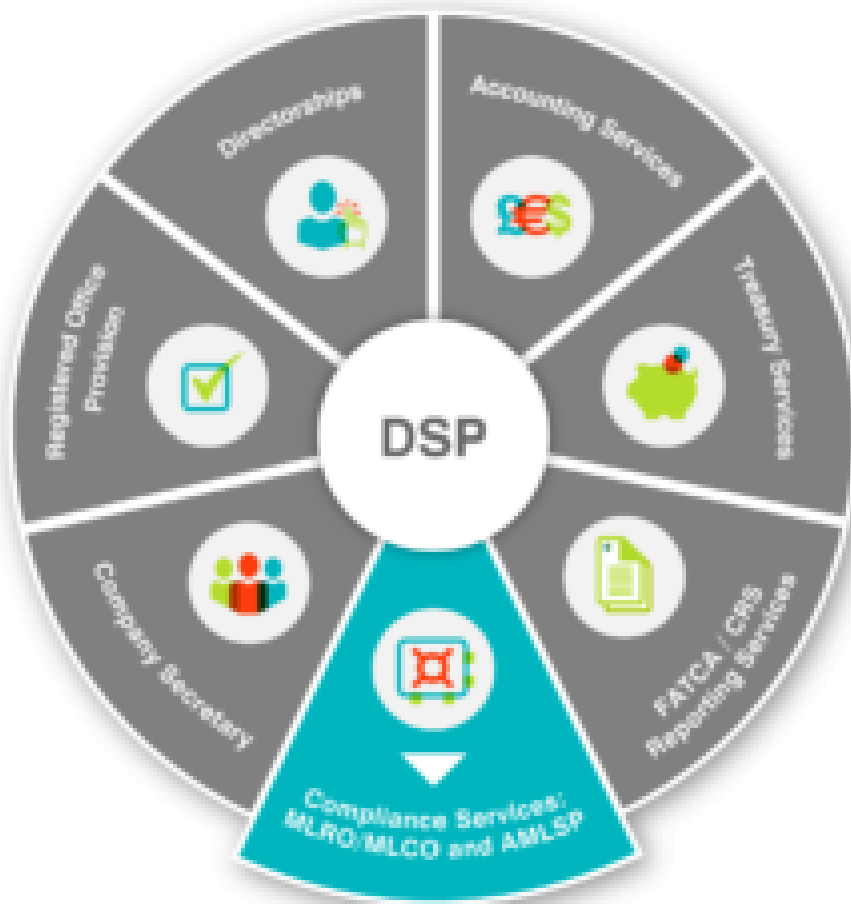 Directorships
Accounting Services
Treasury Services
FATCA / CRS
Reporting Services
Compliance Services:
MLRO/MLCO and AMLSP
Company Secretary
Registered Office
Provision
DSP
£€$